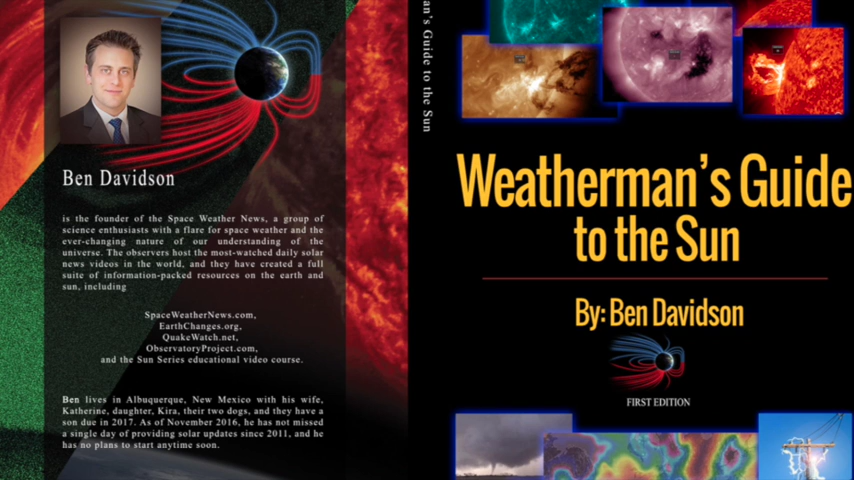 Ben Davidson
is the founder of the Space Weather News, a group of
science enthusiasts with a flare for space weather and the
ever-changing nature of our understanding of the
universe. The observers host the most-watched daily solar
news videos in the world, and they have created a full
suite of information-packed resources on the earth and
sun, including
SpaceWeatherNews.com,
EarthChanges.org,
QuakeWatch.net,
ObservatoryProject.com,
and the Sun Series educational video course.
Ben lives in Albuquerque, New Mexico with his wife,
Katherine, daughter, Kira, their two dogs, and they have a
son due in 2017. As of November 2016, he has not missed
a single day of providing solar updates since 2011, and he
has no plans to start anytime soon.
an's Guide to the Sun
Weatherman's Guide
to the Sun
By: Ben Davidson
FIRST EDITION